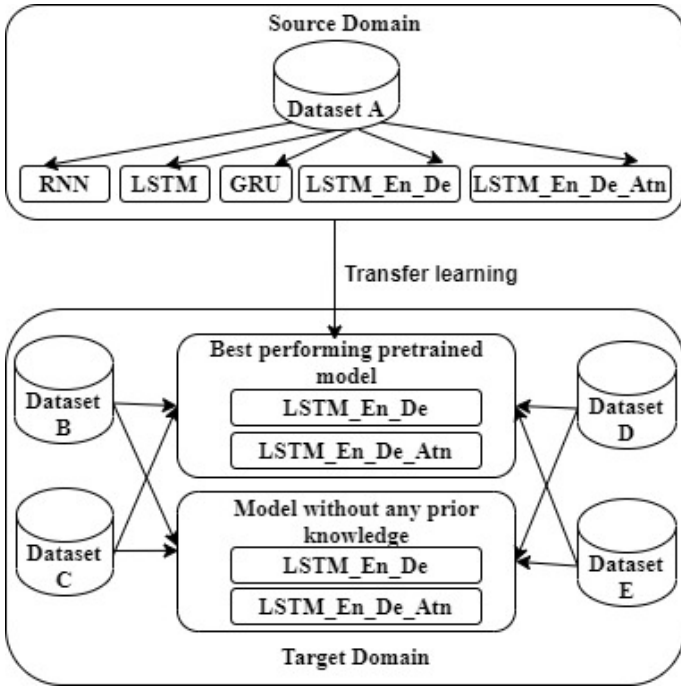 Source Domain
Dataset A
RNN
LSTM
GRU
LSTM_En_De
LSTM_En_De_Atn
Transfer learning
Dataset
B
Dataset
C
Best performing pretrained
model
LSTM_En_De
LSTM_En_De_Atn
Model without any prior
knowledge
LSTM_En_De
LSTM_En_De_Atn
Dataset
D
Dataset
E
Target Domain